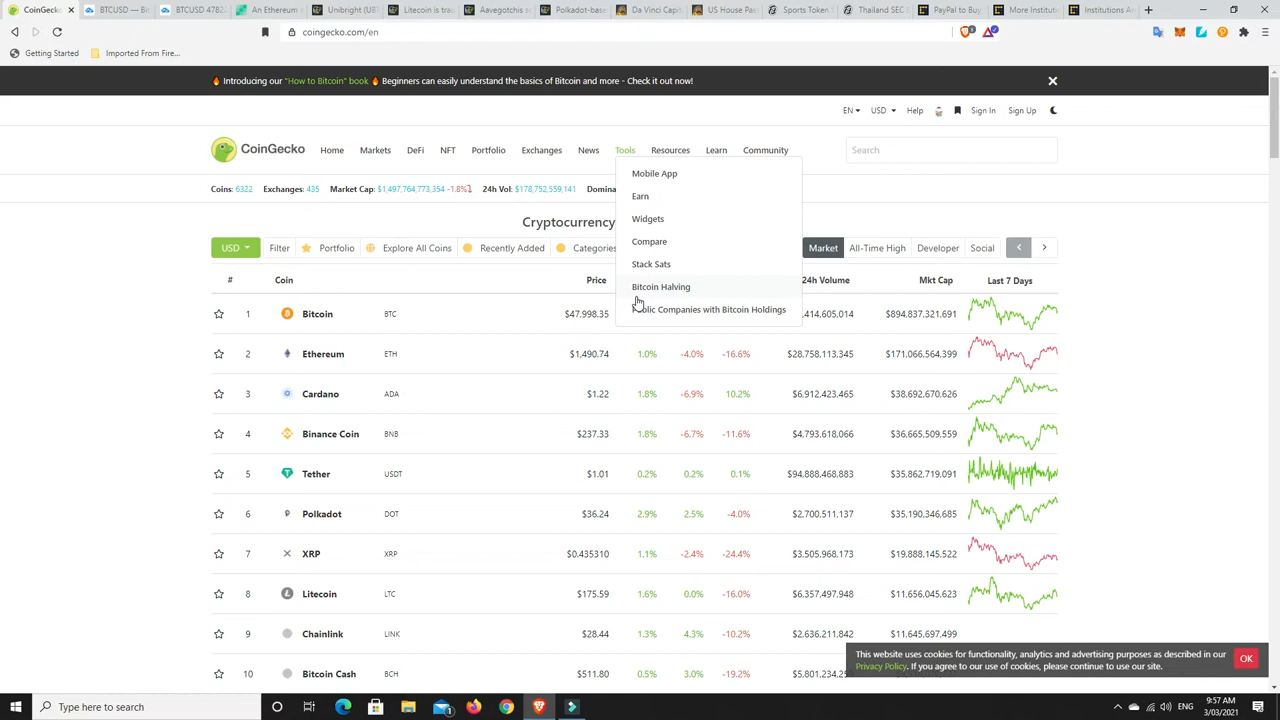 CoinGecko:
BTCUSD — Bit
BTCUSD 4782
An Ethereum s
Unibright (UB
Litecoin is trad
Aavegotchi s
Polkadot-base
Da Vinci Capit
US House Pas
Sports Token S
Thailand SEC
PayPal to Buy
More Institut
Institutions A
coingecko.com/en
Getting Started
Imported From Fire...
Introducing our "How to Bitcoin" book Beginners can easily understand the basics of Bitcoin and more - Check it out now!
EN USD Help Sign In Sign Up
CoinGecko Home Markets DeFi NFT Portfolio Exchanges News Tools Resources Learn Community Search
Coins: 6322 Exchanges: 435 Market Cap: $1,497,764,773,354 -1.8% 24h Vol: $178,752,559,141 Domina
Mobile App
Earn
Widgets
Compare
Stack Sats
Bitcoin Halving
Public Companies with Bitcoin Holdings
Cryptocurrency
USD Filter Portfolio Explore All Coins Recently Added Categories Market All-Time High Developer Social
# Coin Price 24h Volume Mkt Cap Last 7 Days
1 Bitcoin BTC $47,998.35 ,414,605,014 $894,837,321,691
2 Ethereum ETH $1,490.74 1.0% -4.0% -16.6% $28,758,113,345 $171,066,564,399
3 Cardano ADA $1.22 1.8% -6.9% 10.2% $6,912,423,465 $38,692,670,626
4 Binance Coin BNB $237.33 1.8% -6.7% -11.6% $4,793,618,066 $36,665,509,559
5 Tether USDT $1.01 0.2% 0.2% 0.1% $94,888,468,883 $35,862,719,091
6 Polkadot DOT $36.24 2.9% 2.5% -4.0% $2,700,511,137 $35,190,346,685
7 XRP XRP $0.435310 1.1% -2.4% -24.4% $3,505,968,173 $19,888,145,522
8 Litecoin LTC $175.59 1.6% 0.0% -16.0% $6,357,497,948 $11,656,045,623
9 Chainlink LINK $28.44 1.3% 4.3% -10.2% $2,636,211,842 $11,645,697,499
10 Bitcoin Cash BCH $511.80 0.5% 3.0% -19.2% $5,801,234,25
This website uses cookies for functionality, analytics and advertising purposes as described in our
Privacy Policy. If you agree to our use of cookies, please continue to use our site.
OK
Type here to search
ENG
9:57 AM
3/03/2021